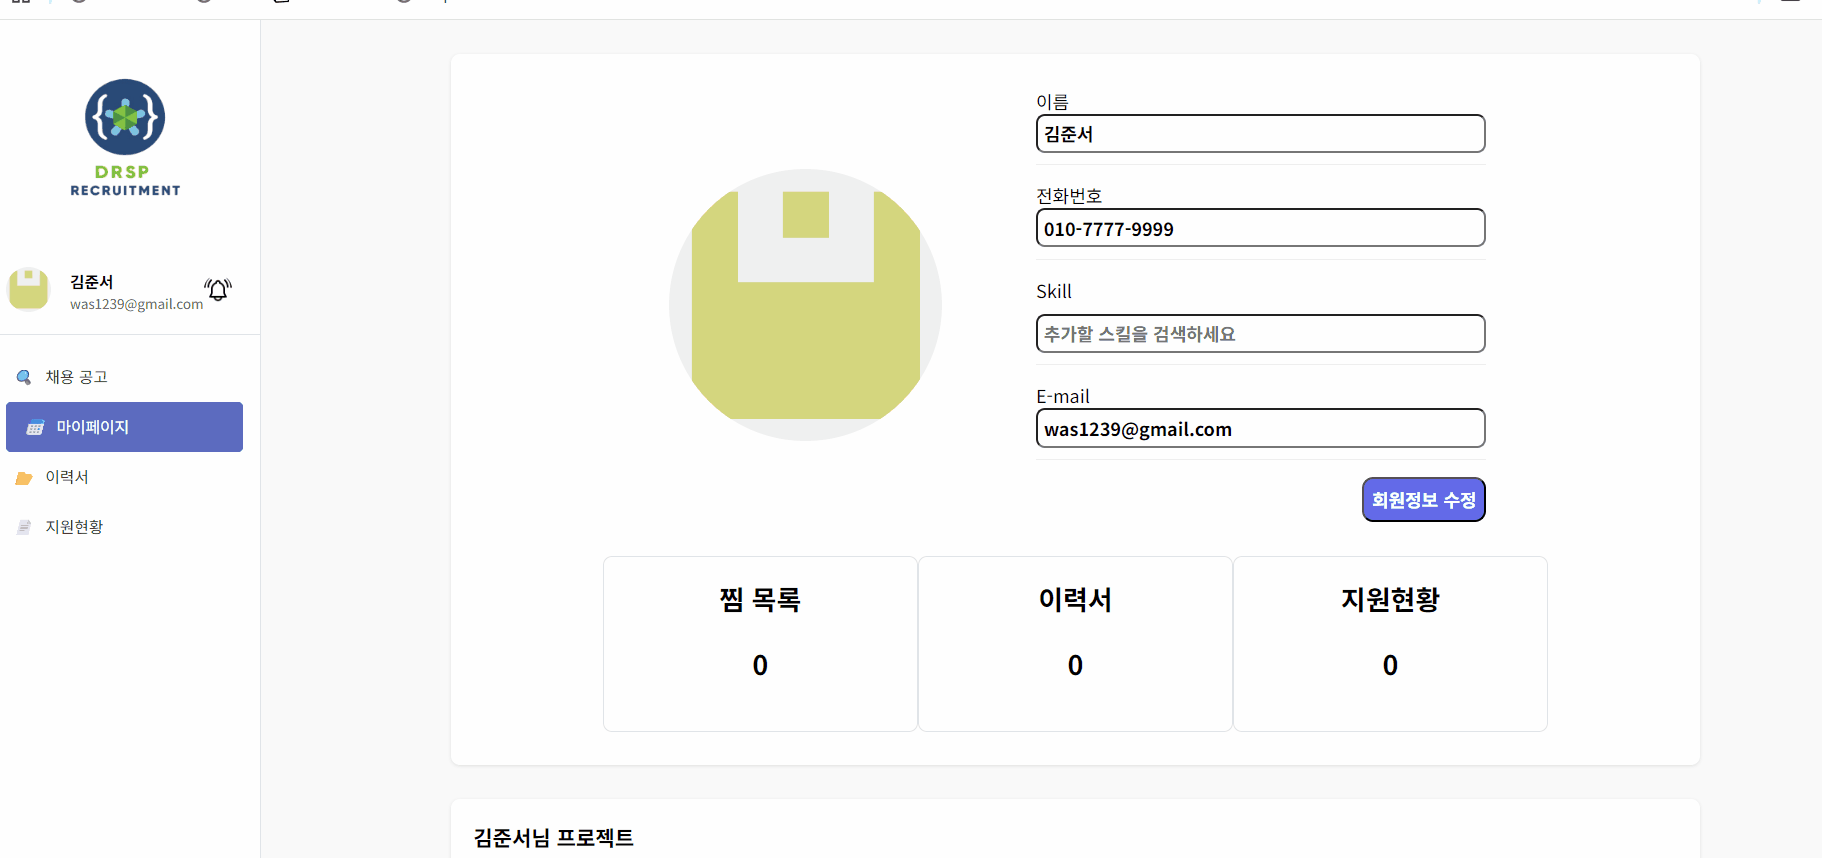 DRSP
RECRUITMENT
김준서
was1239@gmail.com
채용 공고
마이페이지
이력서
지원현황
이름
김준서
전화번호
010-7777-9999
Skill
추가할 스킬을 검색하세요
E-mail
was1239@gmail.com
회원정보 수정
찜 목록
0
이력서
0
지원현황
0
김준서님 프로젝트